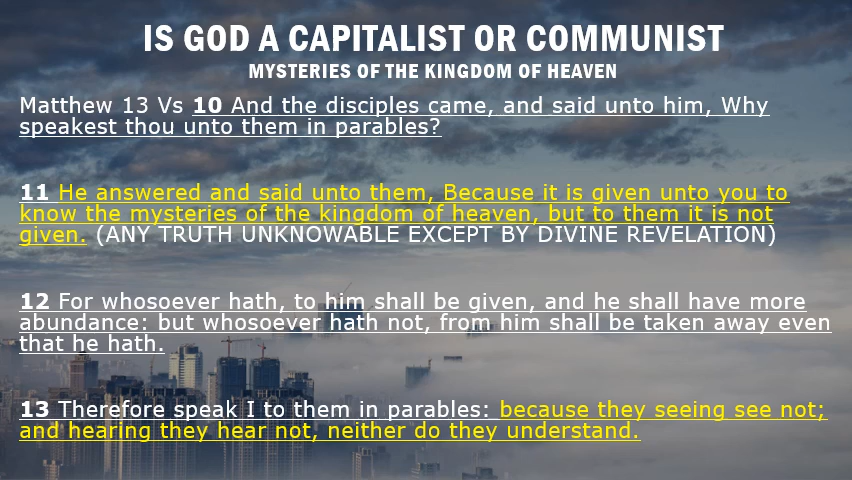 IS GOD A CAPITALIST OR COMMUNIST
MYSTERIES OF THE KINGDOM OF HEAVEN
Matthew 13 Vs 10 And the disciples came, and said unto him, Why
speakest thou unto them in parables?
11 He answered and said unto them, Because it is given unto you to
know the mysteries of the kingdom of heaven, but to them it is not
given. (ANY TRUTH UNKNOWABLE EXCEPT BY DIVINE REVELATION)
12 For whosoever hath, to him shall be given, and he shall have more
abundance: but whosoever hath not, from him shall be taken away even
that he hath.
13 Therefore speak I to them in parables: because they seeing see not;
and hearing they hear not, neither do they understand.